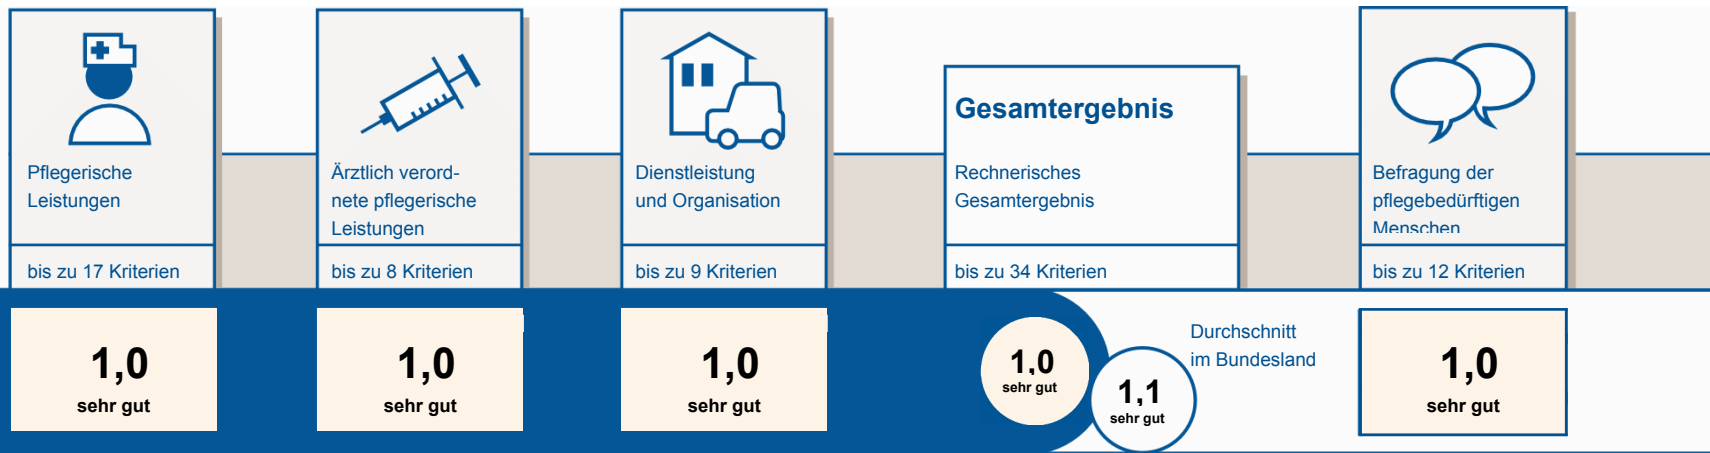 Pflegerische
Leistungen
bis zu 17 Kriterien
1,0
sehr gut
Ärztlich verord-
nete pflegerische
Leistungen
bis zu 8 Kriterien
1,0
sehr gut
Dienstleistung
und Organisation
bis zu 9 Kriterien
1,0
sehr gut
Gesamtergebnis
Rechnerisches
Gesamtergebnis
bis zu 34 Kriterien
1,0
sehr gut
1,1
sehr gut
Durchschnitt
im Bundesland
Befragung der
pflegebedürftigen
Menschen
bis zu 12 Kriterien
1,0
sehr gut